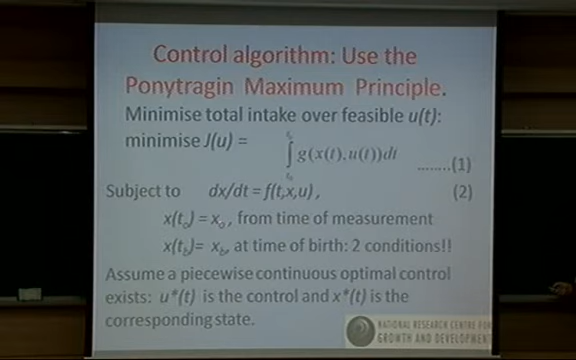 Control algorithm: Use the
Ponytragin Maximum Principle.
Minimise total intake over feasible u(t):
minimise J(u) = ∫ g(x(t), u(t))dt ........(1)
Subject to dx/dt = f(t,x,u), (2)
x(t₀) = x₀, from time of measurement
x(t_b) = x_b, at time of birth: 2 conditions!!
Assume a piecewise continuous optimal control
exists: u*(t) is the control and x*(t) is the
corresponding state.
NATIONAL RESEARCH CENTRE FOR
GROWTH AND DEVELOPMENT